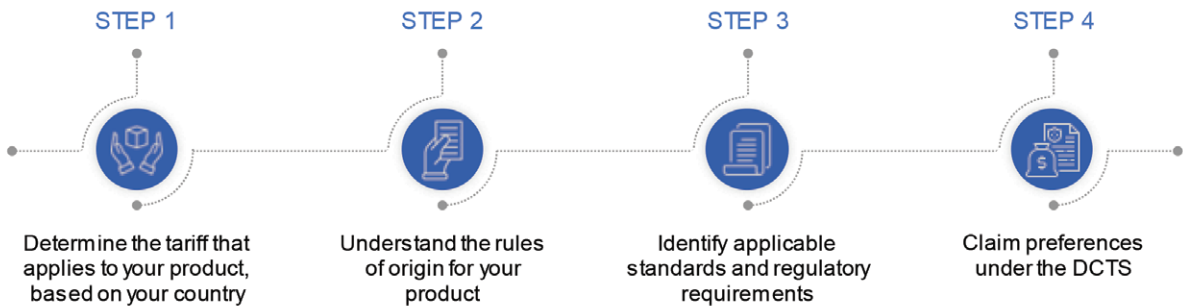 STEP 1
Determine the tariff that
applies to your product,
based on your country
STEP 2
Understand the rules
of origin for your
product
STEP 3
Identify applicable
standards and regulatory
requirements
STEP 4
$
Claim preferences
under the DCTS